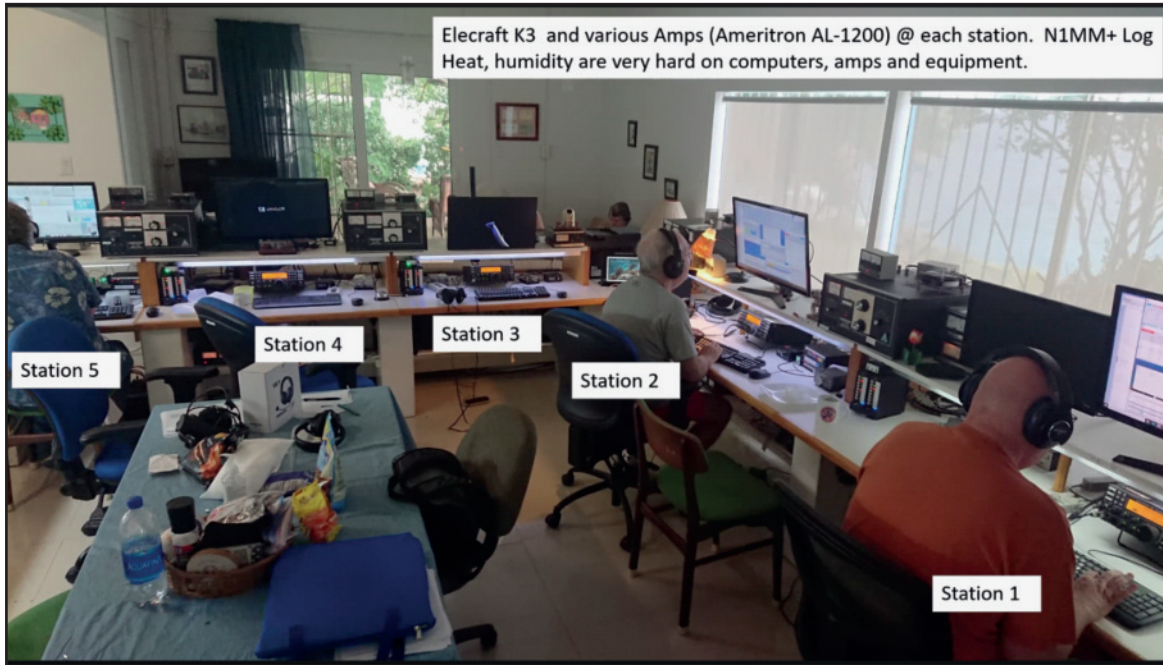 Elecraft K3 and various Amps (Ameritron AL-1200) @ each station. N1MM+ Log
Heat, humidity are very hard on computers, amps and equipment.
Station 3
Station 4
Station 5
Station 2
Station 1